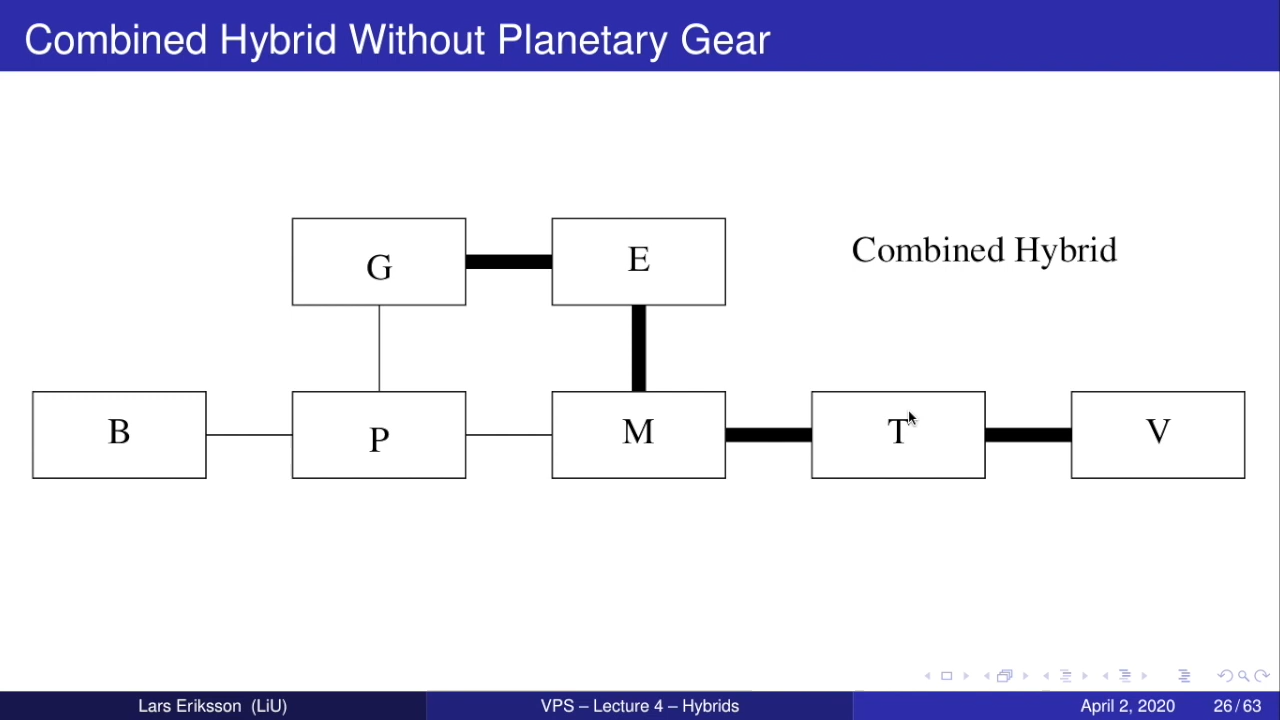 Combined Hybrid Without Planetary Gear
G
E
Combined Hybrid
B
P
M
T
V
Lars Eriksson (LiU)
VPS – Lecture 4 – Hybrids
April 2, 2020
26 / 63